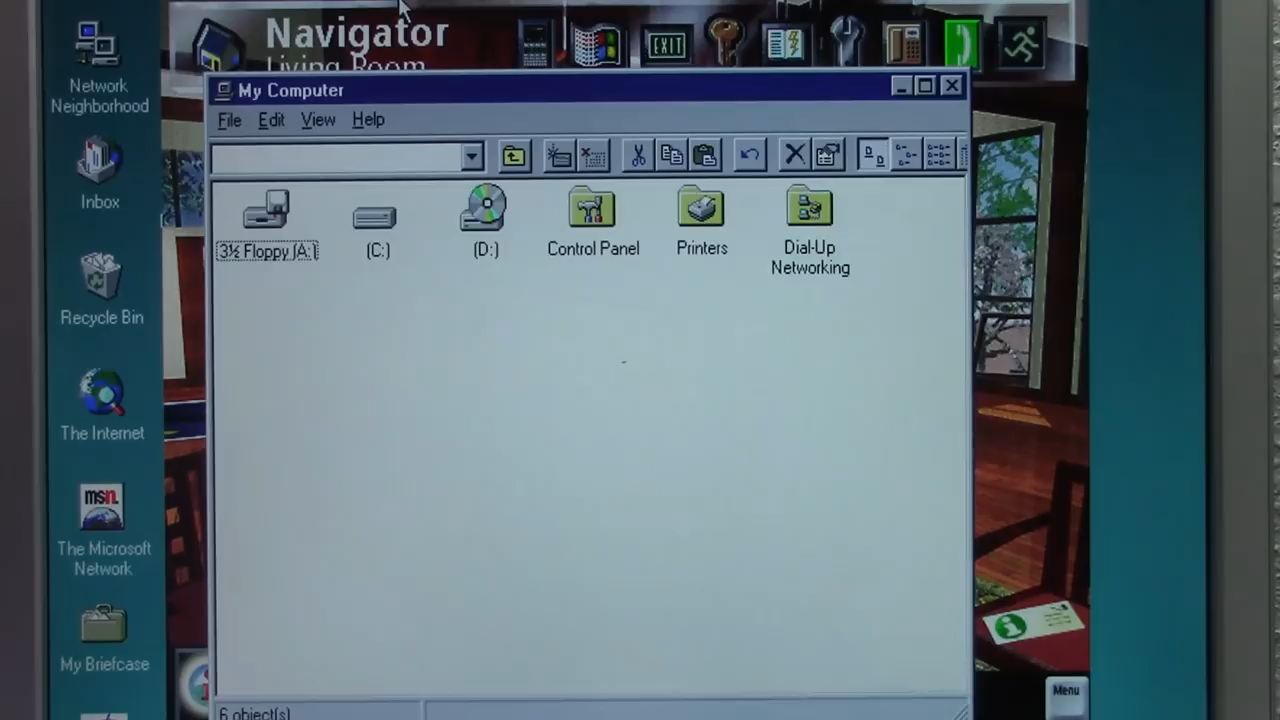 Navigator
Living Room
EXIT
My Computer
File Edit View Help
Network
Neighborhood
Inbox
Recycle Bin
The Internet
msn.
The Microsoft
Network
My Briefcase
3½ Floppy (A:)
(C:)
(D:)
Control Panel
Printers
Dial-Up
Networking
6 object(s)
Menu